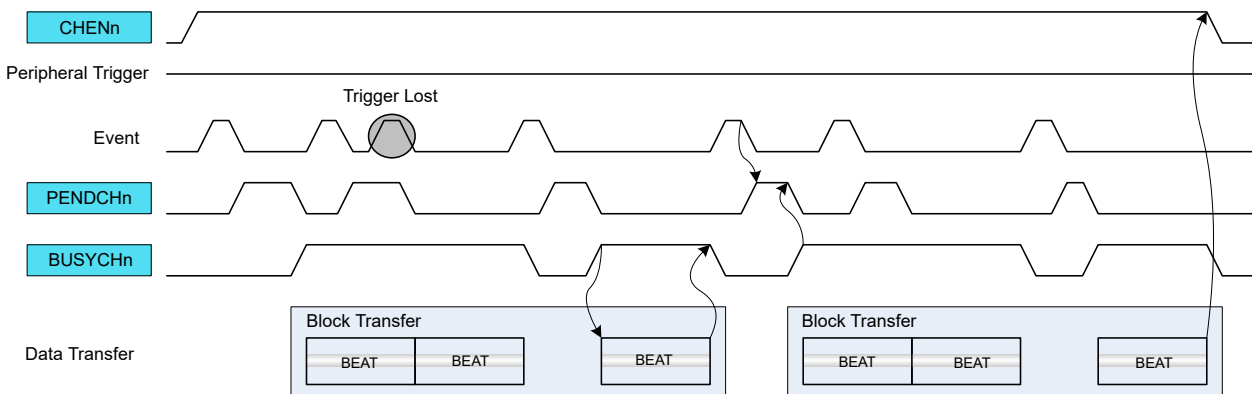 CHENn
Peripheral Trigger
Trigger Lost
Event
PENDCHn
BUSYCHn
Block Transfer
Block Transfer
Data Transfer
BEAT
BEAT
BEAT
BEAT
BEAT
BEAT